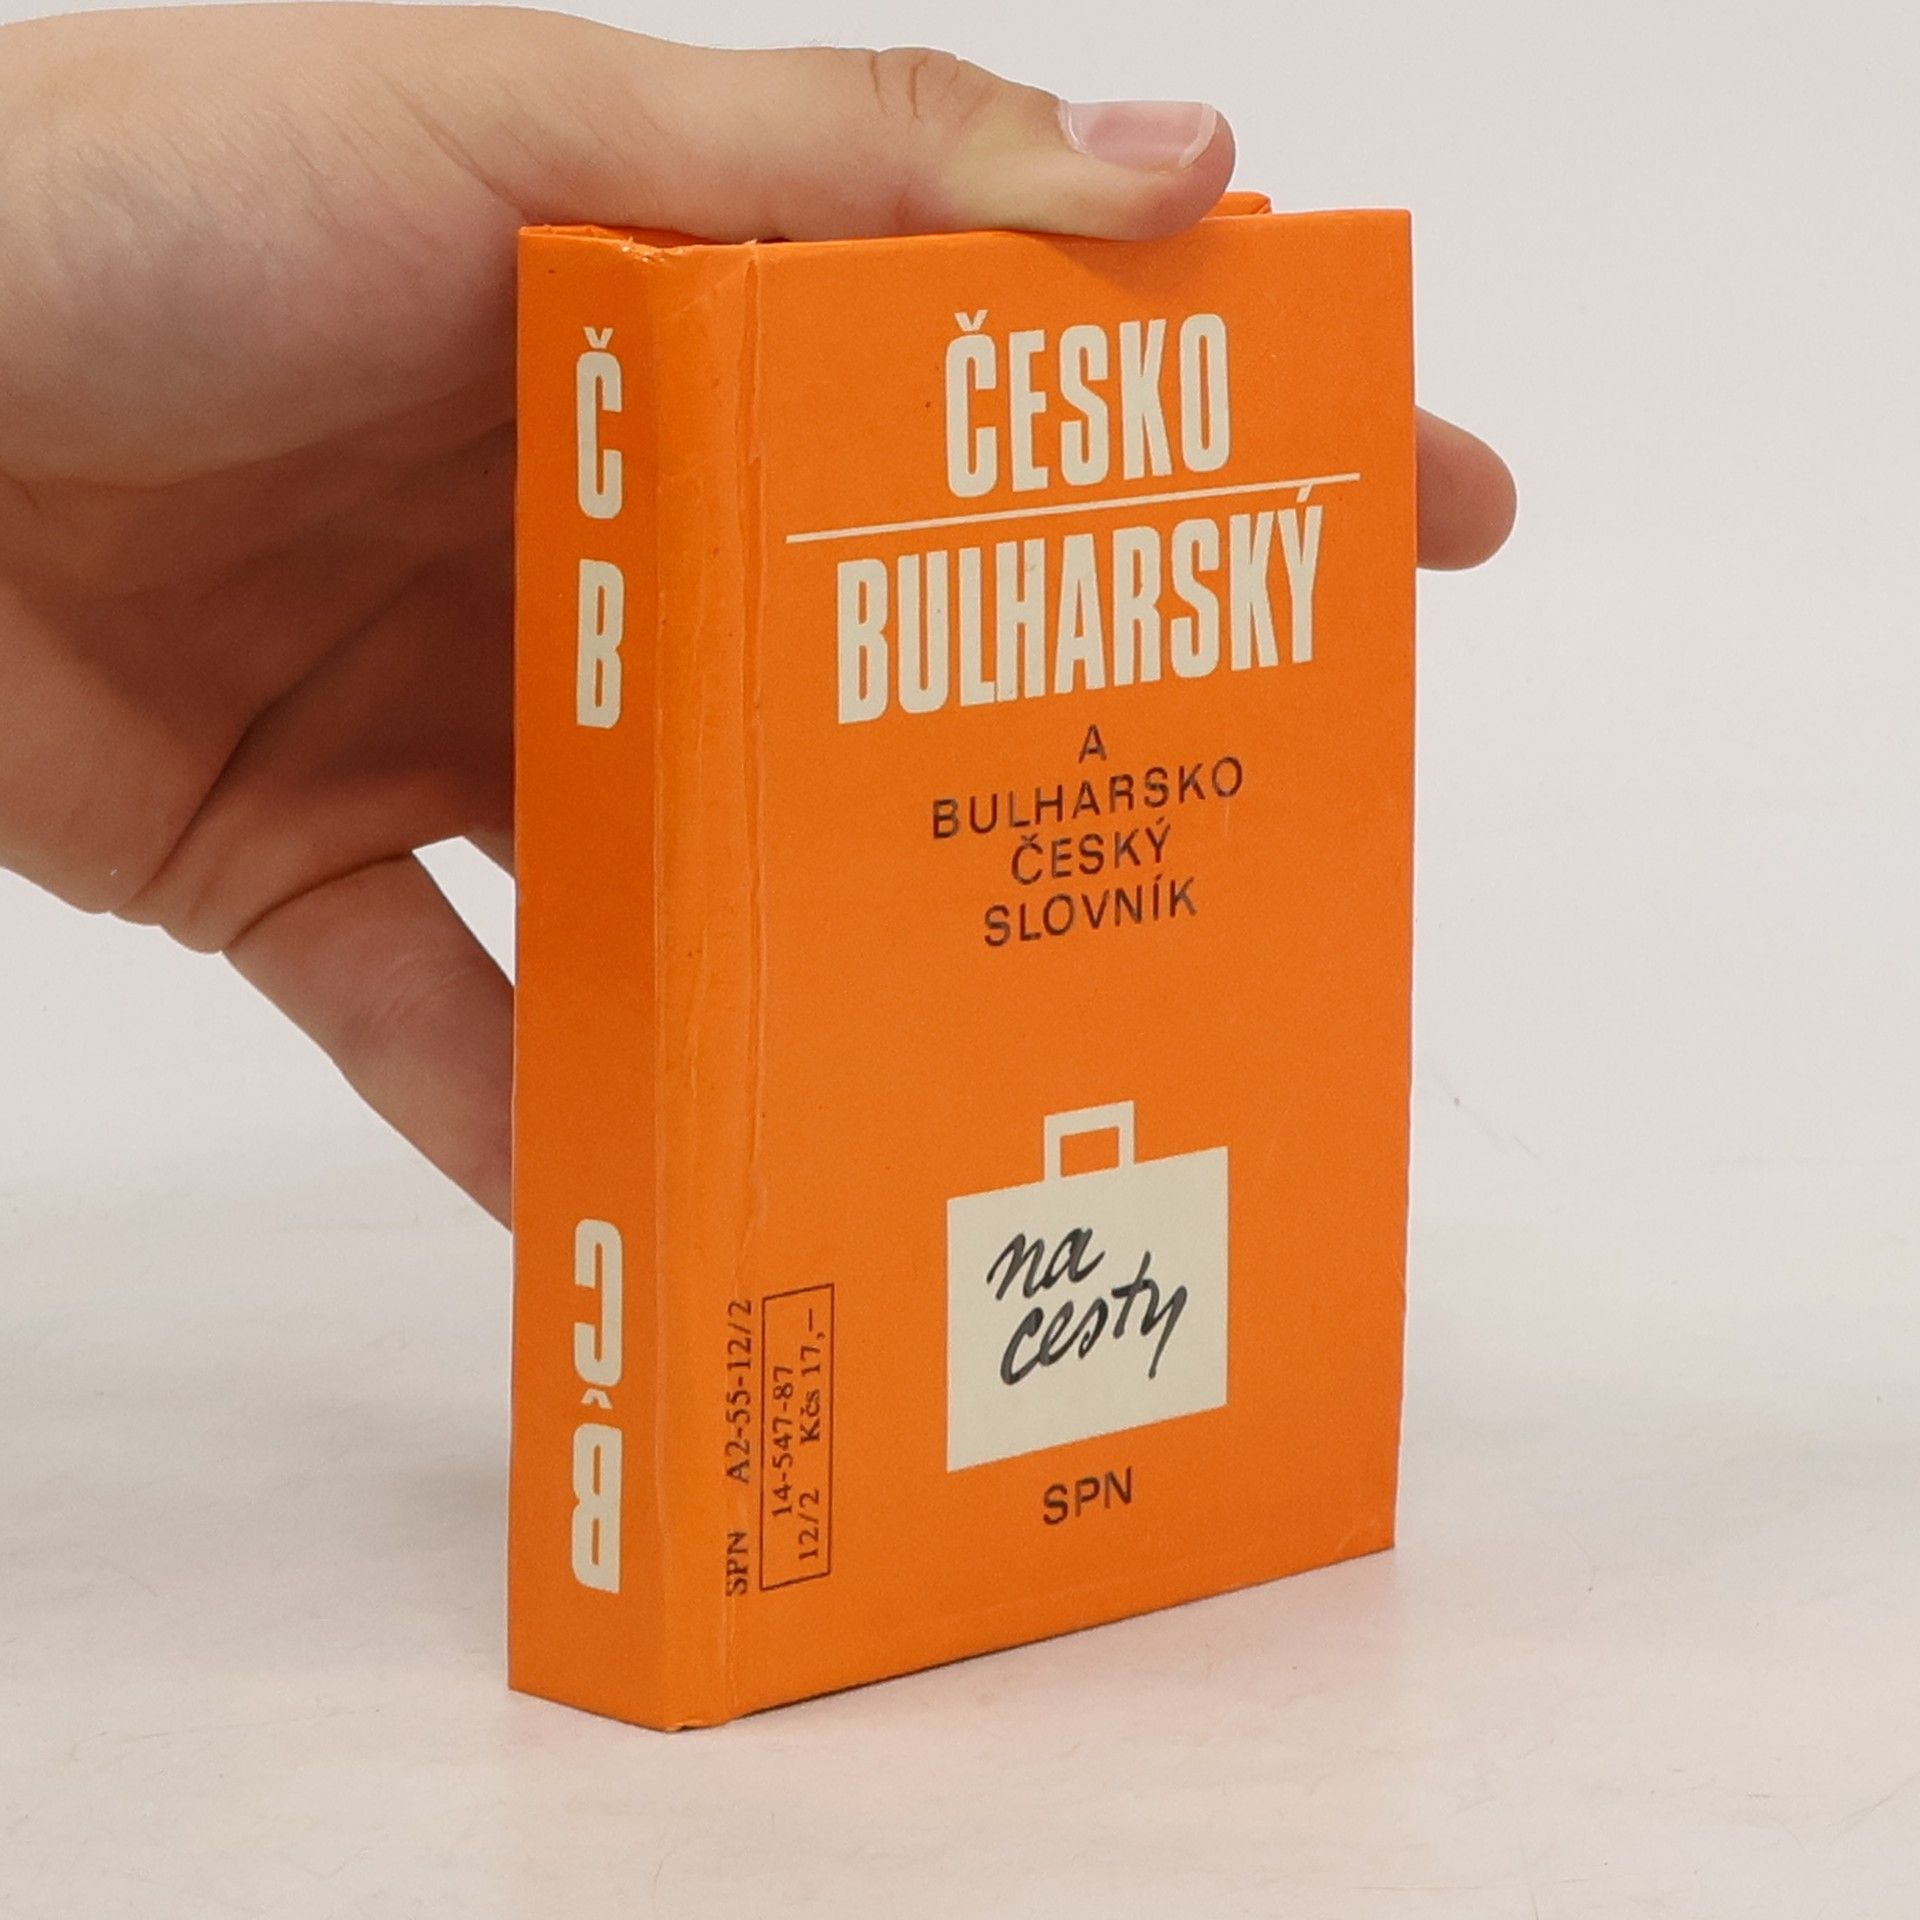 Č
B
B
Č
ČESKO
BULHARSKÝ
A
BULHARSKO
ČESKÝ
SLOVNÍK
na
cesty
SPN
SPN A2-55-12/2
14-547-87
12/2 Kčs 17,–